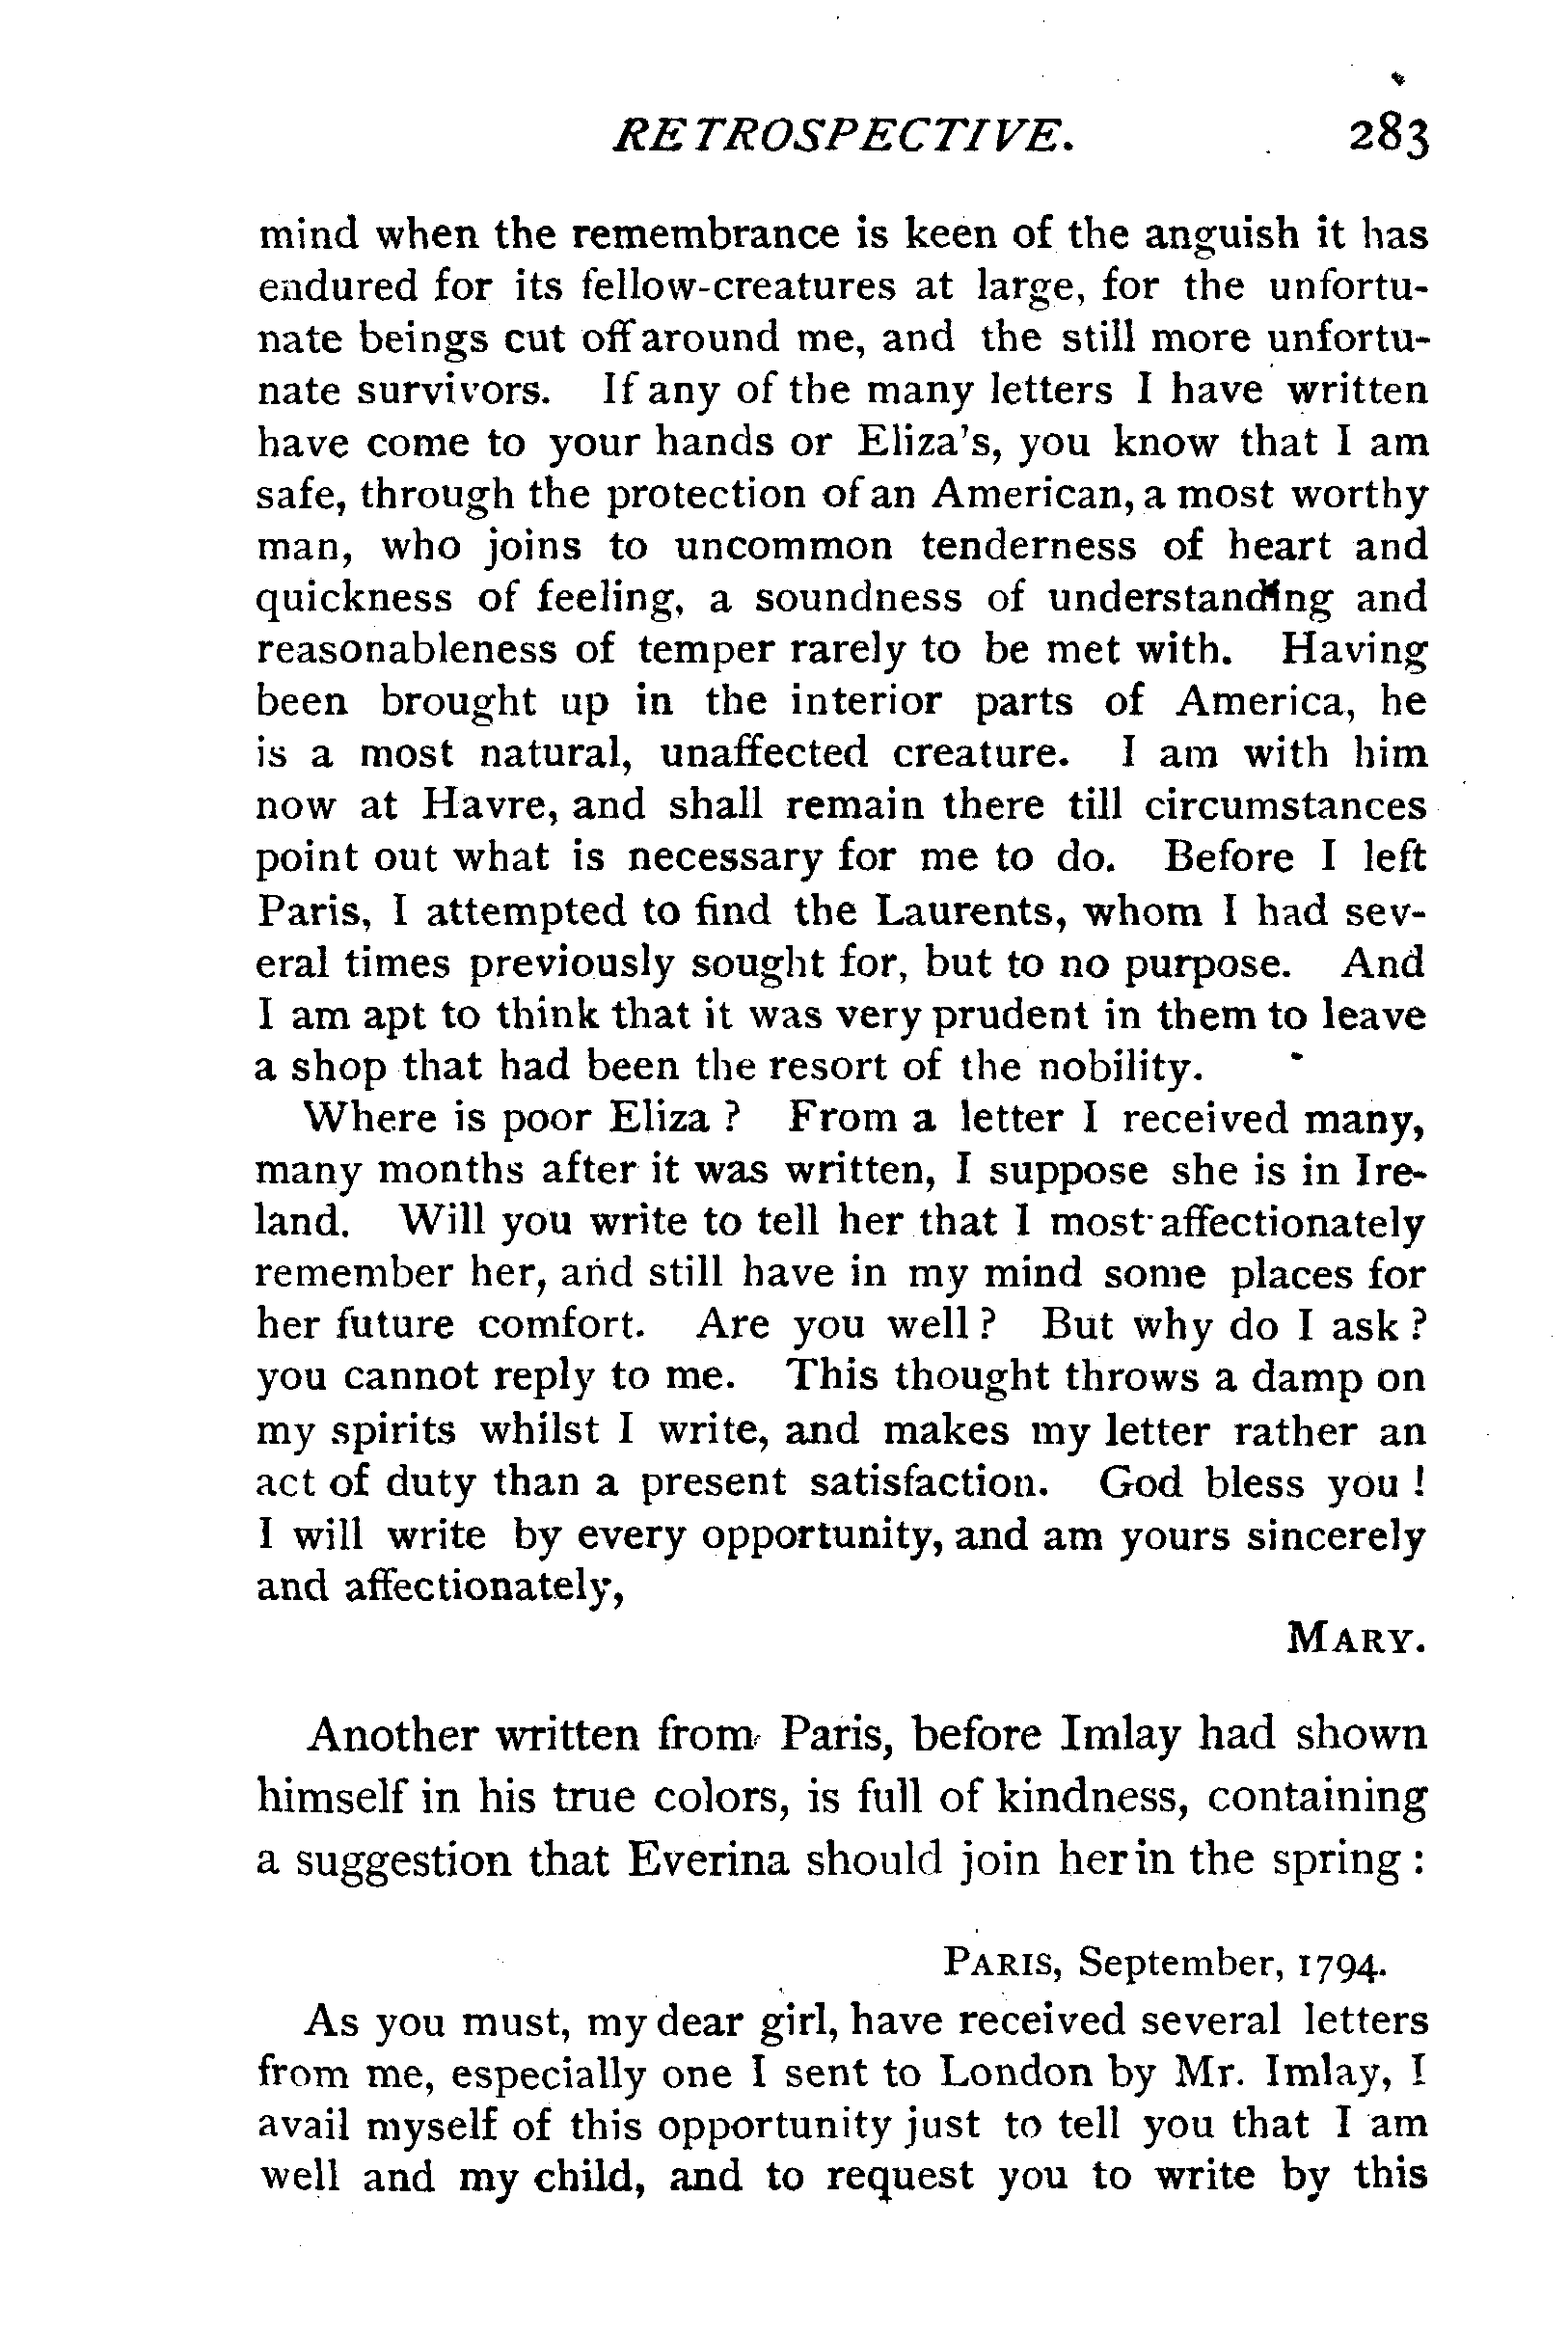 RETROSPECTIVE. 283
mind when the remembrance is keen of the anguish it has
endured for its fellow-creatures at large, for the unfortu-
nate beings cut off around me, and the still more unfortu-
nate survivors. If any of the many letters I have written
have come to your hands or Eliza's, you know that I am
safe, through the protection of an American, a most worthy
man, who joins to uncommon tenderness of heart and
quickness of feeling, a soundness of understanding and
reasonableness of temper rarely to be met with. Having
been brought up in the interior parts of America, he
is a most natural, unaffected creature. I am with him
now at Havre, and shall remain there till circumstances
point out what is necessary for me to do. Before I left
Paris, I attempted to find the Laurents, whom I had sev-
eral times previously sought for, but to no purpose. And
I am apt to think that it was very prudent in them to leave
a shop that had been the resort of the nobility.
Where is poor Eliza ? From a letter I received many,
many months after it was written, I suppose she is in Ire-
land. Will you write to tell her that I most affectionately
remember her, and still have in my mind some places for
her future comfort. Are you well ? But why do I ask ?
you cannot reply to me. This thought throws a damp on
my spirits whilst I write, and makes my letter rather an
act of duty than a present satisfaction. God bless you !
I will write by every opportunity, and am yours sincerely
and affectionately,
MARY.
Another written from Paris, before Imlay had shown
himself in his true colors, is full of kindness, containing
a suggestion that Everina should join her in the spring :
PARIS, September, 1794.
As you must, my dear girl, have received several letters
from me, especially one I sent to London by Mr. Imlay, I
avail myself of this opportunity just to tell you that I am
well and my child, and to request you to write by this